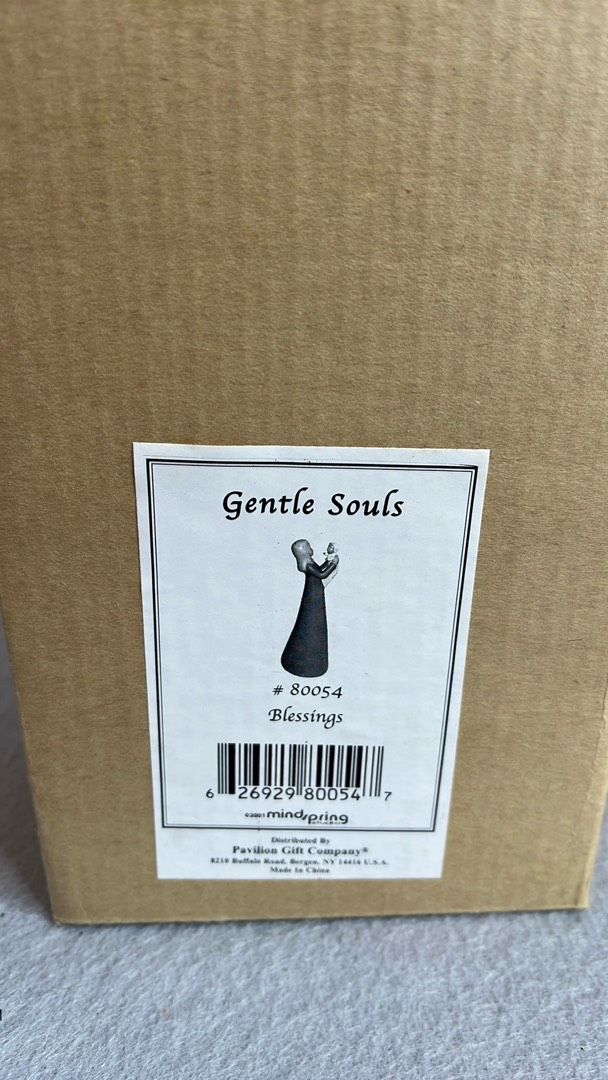 Gentle Souls
# 80054
Blessings
6 26929 80054 7
©2001 mindspring
Distributed By
Pavilion Gift Company®
8210 Buffalo Road, Bergen, NY 14416 U.S.A.
Made in China